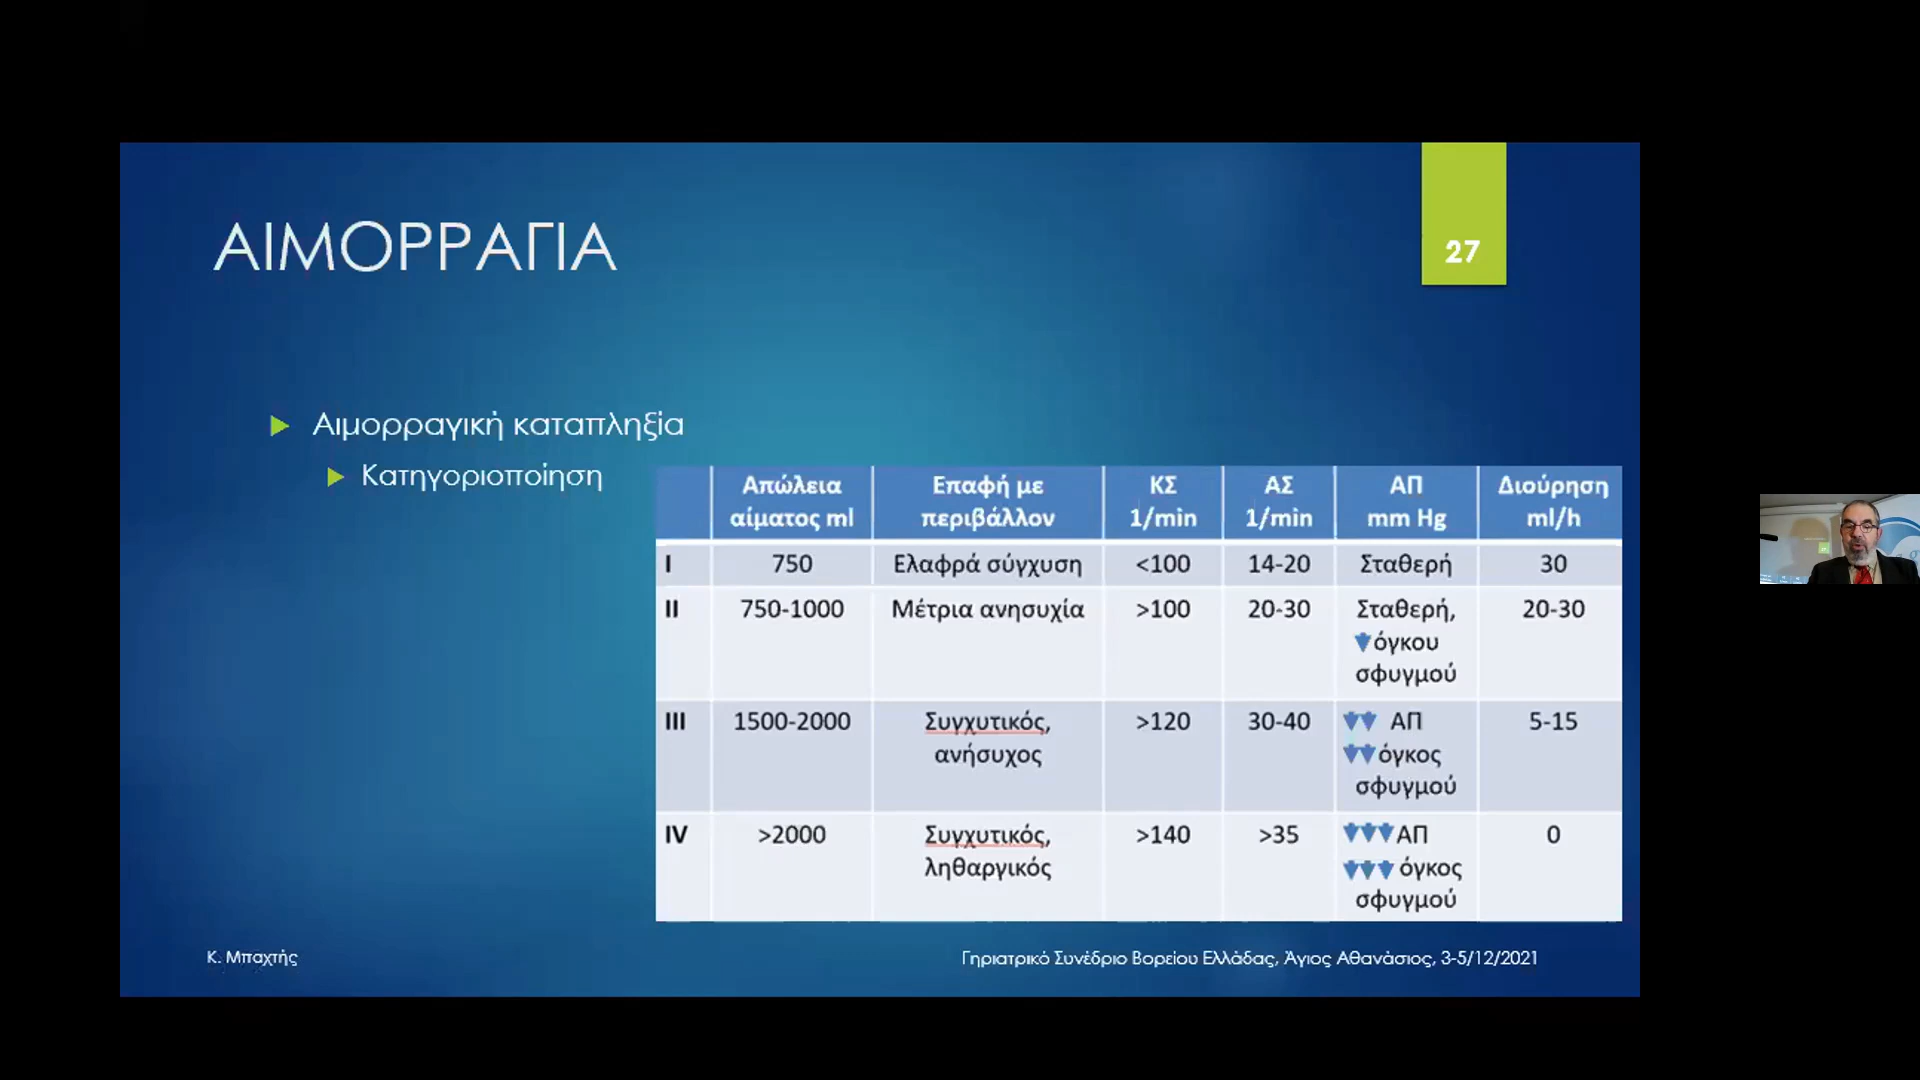 ΑΙΜΟΡΡΑΓΙΑ
27
Αιμορραγική καταπληξία
Κατηγοριοποίηση
Απώλεια αίματος ml | Επαφή με περιβάλλον | ΚΣ 1/min | ΑΣ 1/min | ΑΠ mm Hg | Διούρηση ml/h
I | 750 | Ελαφρά σύγχυση | <100 | 14-20 | Σταθερή | 30
II | 750-1000 | Μέτρια ανησυχία | >100 | 20-30 | Σταθερή, όγκου σφυγμού | 20-30
III | 1500-2000 | Συγχυτικός, ανήσυχος | >120 | 30-40 | ΑΠ όγκος σφυγμού | 5-15
IV | >2000 | Συγχυτικός, ληθαργικός | >140 | >35 | ΑΠ όγκος σφυγμού | 0
Κ. Μπαχτής
Γηριατρικό Συνέδριο Βορείου Ελλάδας, Άγιος Αθανάσιος, 3-5/12/2021